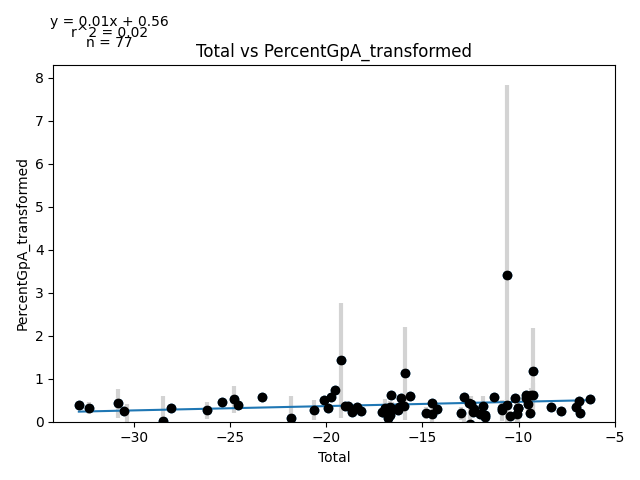 y = 0.01x + 0.56
r^2 = 0.02
n = 77
Total vs PercentGpA_transformed
PercentGpA_transformed
8
7
6
5
4
3
2
1
0
−30
−25
−20
−15
−10
−5
Total